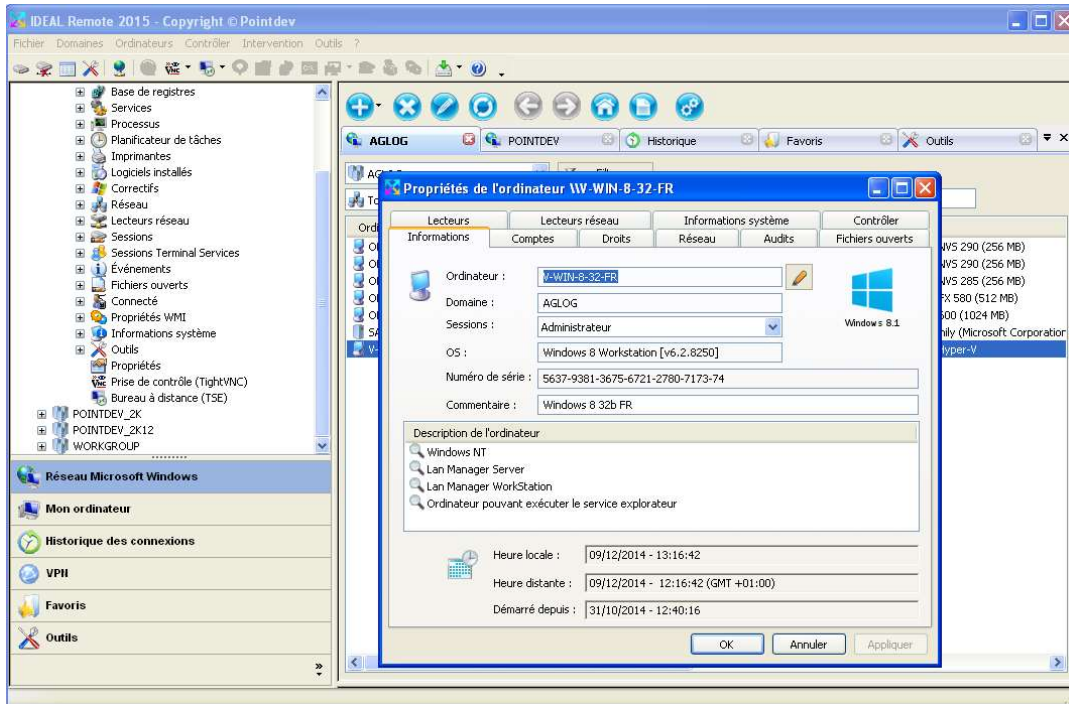 IDEAL Remote 2015 - Copyright © Pointdev
Fichier Domaines Ordinateurs Contrôler Intervention Outils ?
Base de registres
Services
Processus
Planificateur de tâches
Imprimantes
Logiciels installés
Correctifs
Réseau
Lecteurs réseau
Sessions
Sessions Terminal Services
Événements
Fichiers ouverts
Connecté
Propriétés WMI
Informations système
Outils
Propriétés
Prise de contrôle (TightVNC)
Bureau à distance (TSE)
POINTDEV_2K
POINTDEV_2K12
WORKGROUP
Réseau Microsoft Windows
Mon ordinateur
Historique des connexions
VPN
Favoris
Outils
AGLOG POINTDEV Historique Favoris Outils
NVS 290 (256 MB)
NVS 290 (256 MB)
NVS 285 (256 MB)
FX 580 (512 MB)
600 (1024 MB)
(Microsoft Corporation
Hyper-V
Propriétés de l'ordinateur \\V-WIN-8-32-FR
Lecteurs Lecteurs réseau Informations système Contrôler
Informations Comptes Droits Réseau Audits Fichiers ouverts
Ordinateur : V-WIN-8-32-FR
Domaine : AGLOG
Sessions : Administrateur
Windows 8.1
OS : Windows 8 Workstation [v6.2.8250]
Numéro de série : 5637-9381-3675-6721-2780-7173-74
Commentaire : Windows 8 32b FR
Description de l'ordinateur
Windows NT
Lan Manager Server
Lan Manager WorkStation
Ordinateur pouvant exécuter le service explorateur
Heure locale : 09/12/2014 - 13:16:42
Heure distante : 09/12/2014 - 12:16:42 (GMT +01:00)
Démarré depuis : 31/10/2014 - 12:40:16
OK Annuler Appliquer